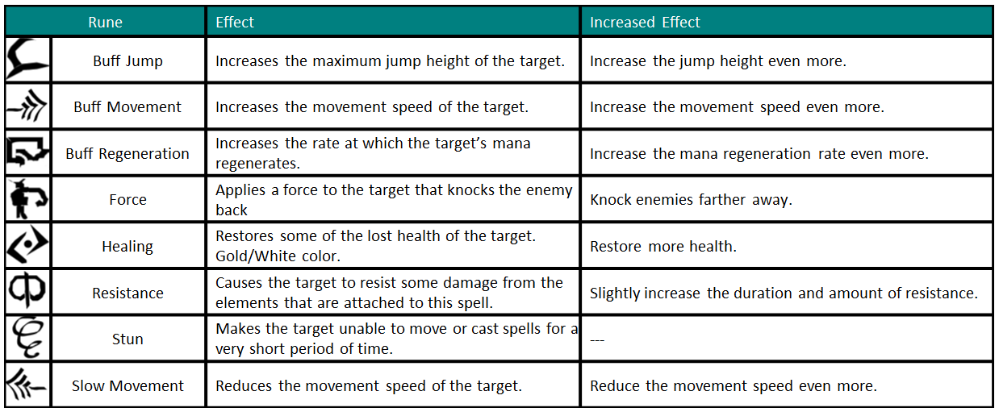 Rune Effect Increased Effect
Buff Jump Increases the maximum jump height of the target. Increase the jump height even more.
Buff Movement Increases the movement speed of the target. Increase the movement speed even more.
Buff Regeneration Increases the rate at which the target’s mana
regenerates. Increase the mana regeneration rate even more.
Force Applies a force to the target that knocks the enemy
back Knock enemies farther away.
Healing Restores some of the lost health of the target.
Gold/White color. Restore more health.
Resistance Causes the target to resist some damage from the
elements that are attached to this spell. Slightly increase the duration and amount of resistance.
Stun Makes the target unable to move or cast spells for a
very short period of time. ---
Slow Movement Reduces the movement speed of the target. Reduce the movement speed even more.